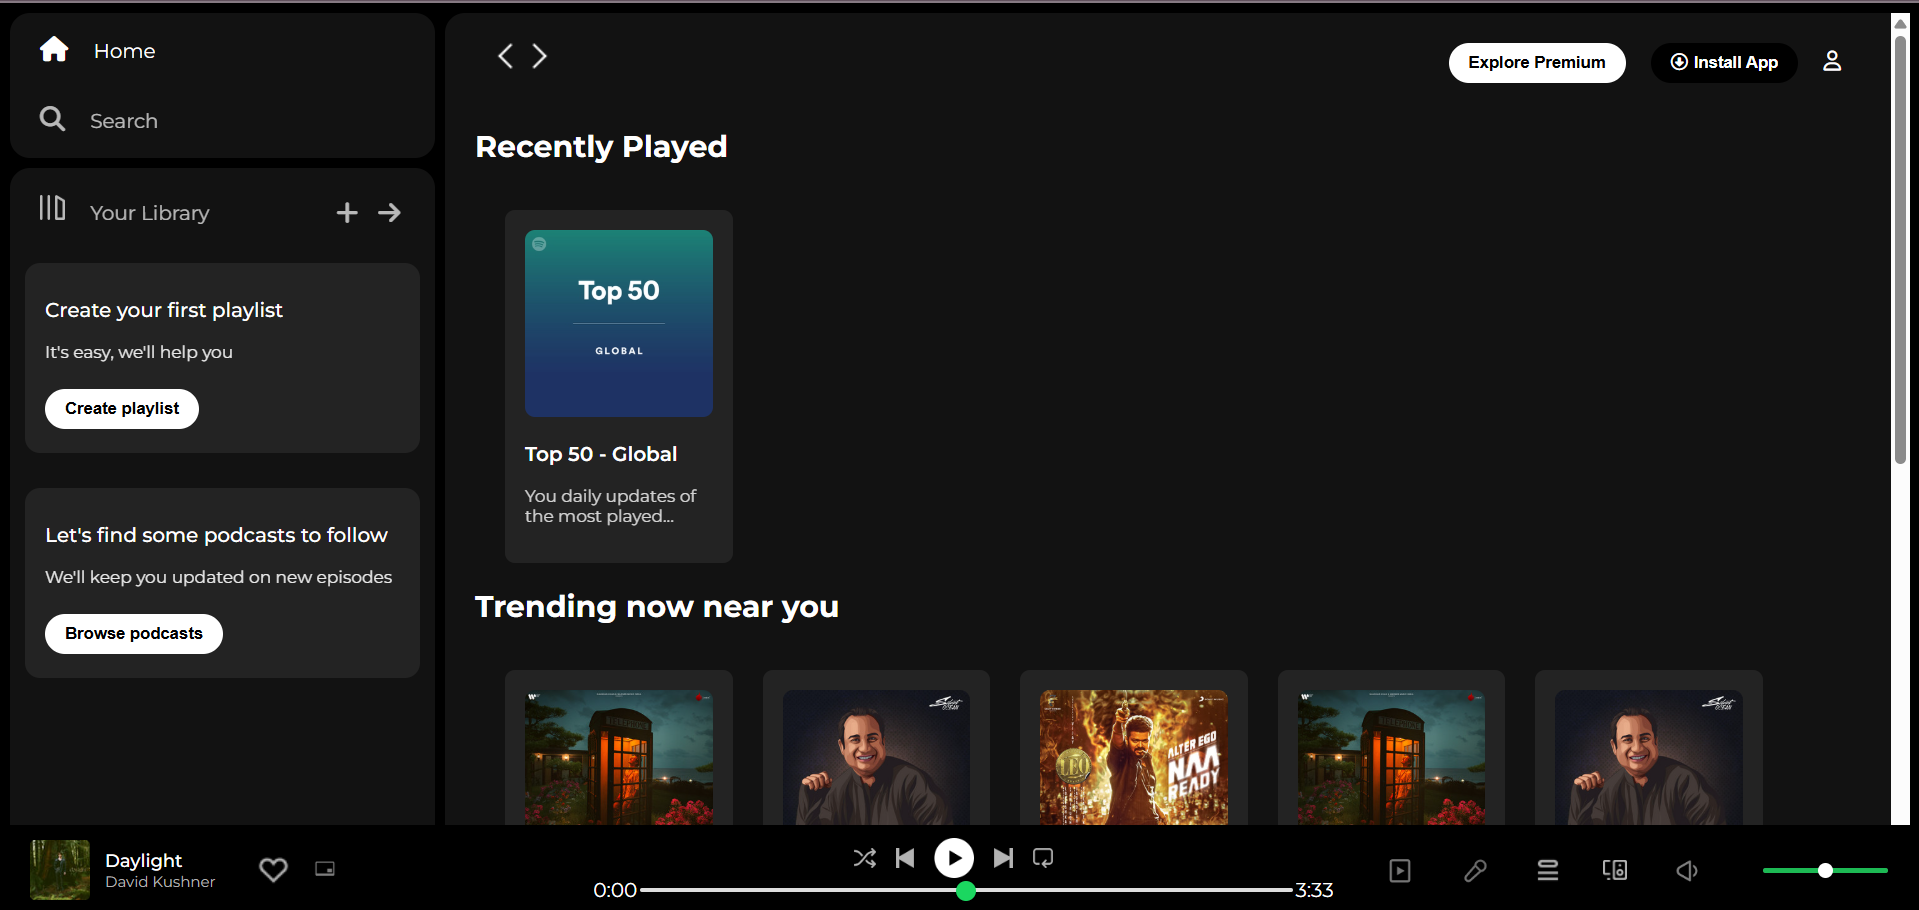 Home
Search
Your Library
Create your first playlist
It's easy, we'll help you
Create playlist
Let's find some podcasts to follow
We'll keep you updated on new episodes
Browse podcasts
Explore Premium
Install App
Recently Played
Top 50
GLOBAL
Top 50 - Global
You daily updates of
the most played...
Trending now near you
TELEPHONE
LEO
ALTER EGO
NAA
READY
TELEPHONE
Daylight
David Kushner
0:00
3:33